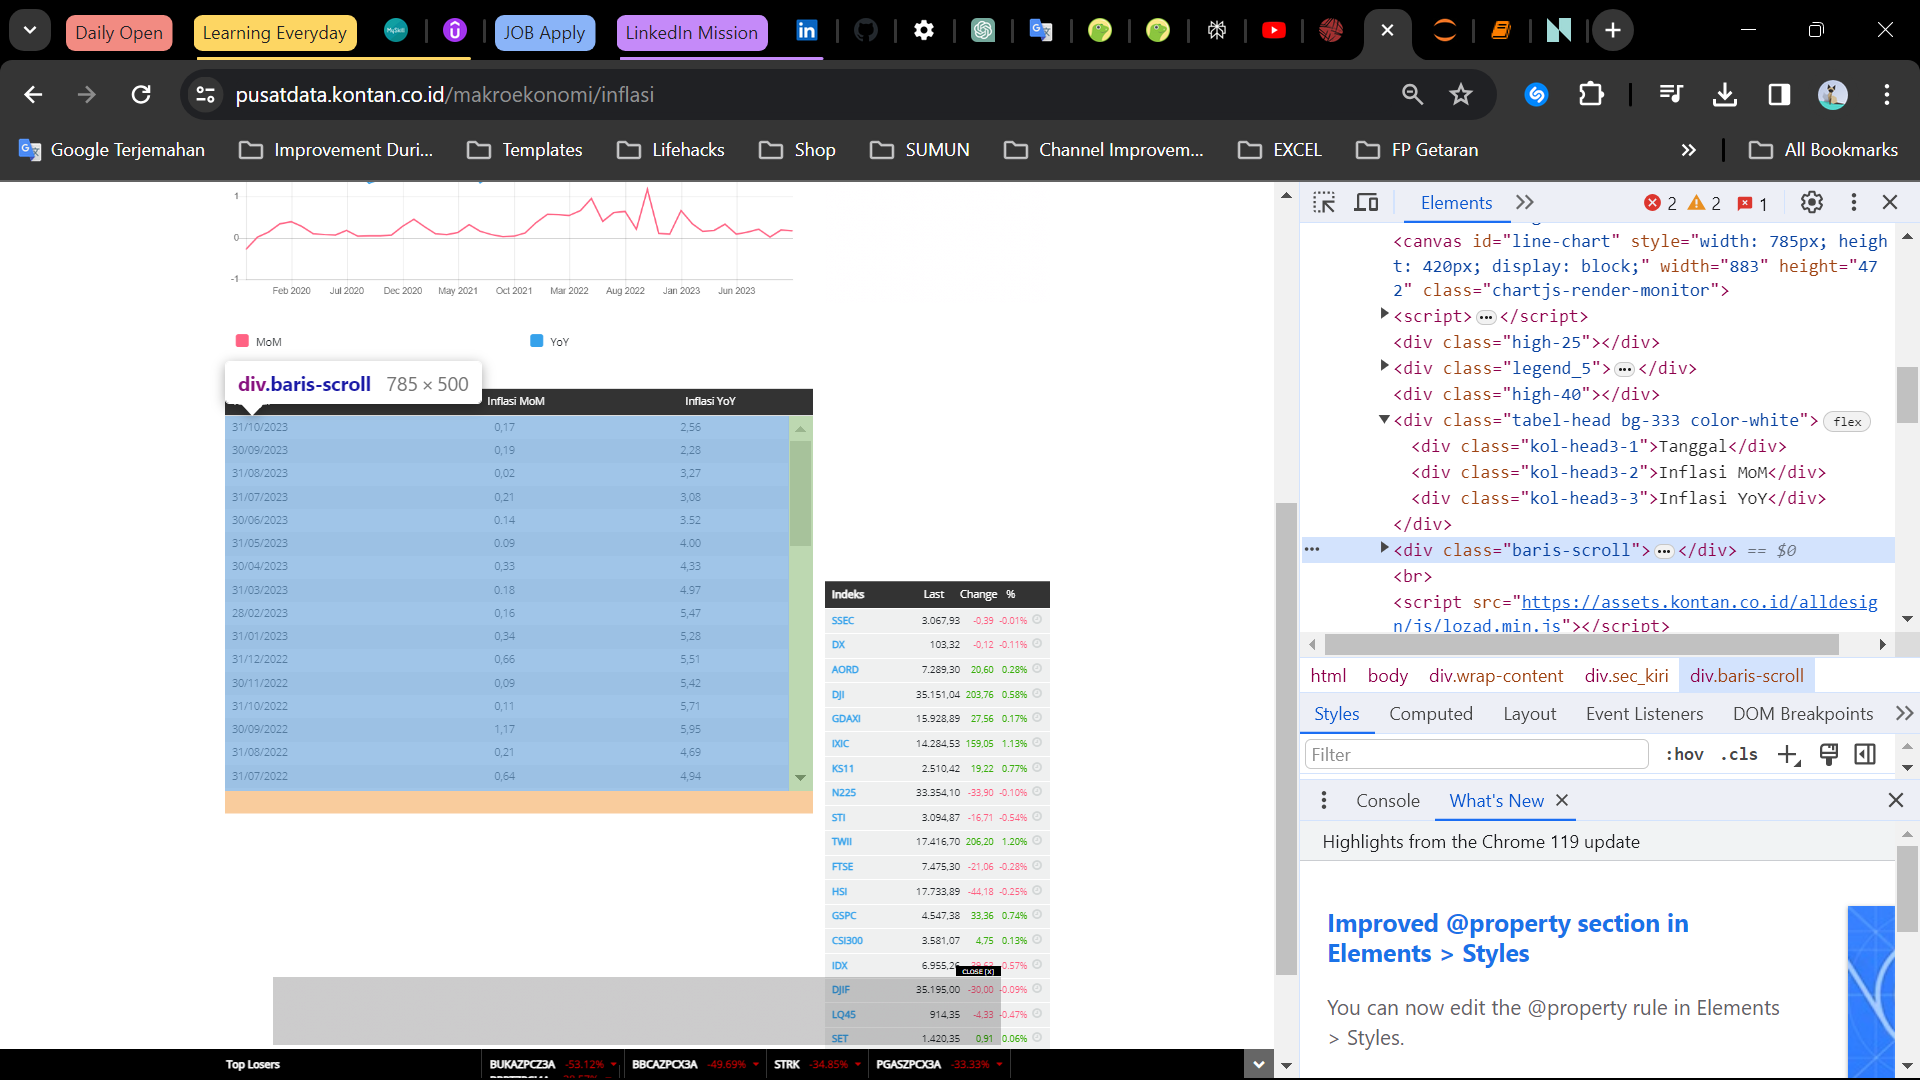 Daily Open
Learning Everyday
JOB Apply
LinkedIn Mission
pusatdata.kontan.co.id/makroekonomi/inflasi
Google Terjemahan
Improvement Duri...
Templates
Lifehacks
Shop
SUMUN
Channel Improvem...
EXCEL
FP Getaran
All Bookmarks
1
0
-1
Feb 2020 Jul 2020 Dec 2020 May 2021 Oct 2021 Mar 2022 Aug 2022 Jan 2023 Jun 2023
MoM YoY
div.baris-scroll 785 × 500
Inflasi MoM Inflasi YoY
31/10/2023 0,17 2,56
30/09/2023 0,19 2,28
31/08/2023 0,02 3,27
31/07/2023 0,21 3,08
30/06/2023 0.14 3.52
31/05/2023 0.09 4.00
30/04/2023 0,33 4,33
31/03/2023 0.18 4.97
28/02/2023 0,16 5,47
31/01/2023 0,34 5,28
31/12/2022 0,66 5,51
30/11/2022 0,09 5,42
31/10/2022 0,11 5,71
30/09/2022 1,17 5,95
31/08/2022 0,21 4,69
31/07/2022 0,64 4,94
Indeks Last Change %
SSEC 3.067,93 -0,39 -0.01%
DX 103,32 -0,12 -0.11%
AORD 7.289,30 20,60 0.28%
DJI 35.151,04 203,76 0.58%
GDAXI 15.928,89 27,56 0.17%
IXIC 14.284,53 159,05 1.13%
KS11 2.510,42 19,22 0.77%
N225 33.354,10 -33,90 -0.10%
STI 3.094,87 -16,71 -0.54%
TWII 17.416,70 206,20 1.20%
FTSE 7.475,30 -21,06 -0.28%
HSI 17.733,89 -44,18 -0.25%
GSPC 4.547,38 33,36 0.74%
CSI300 3.581,07 4,75 0.13%
IDX 6.955,26 0.57%
CLOSE [X]
DJIF 35.195,00 -30,00 -0.09%
LQ45 914,35 -4,33 -0.47%
SET 1.420,35 0,91 0.06%
Top Losers BUKAZPCZ3A -53.12% BBCAZPCX3A -49.69% STRK -34.85% PGASZPCX3A -33.33%
Elements 2 2 1
<canvas id="line-chart" style="width: 785px; heigh
t: 420px; display: block;" width="883" height="47
2" class="chartjs-render-monitor">
<script>…</script>
<div class="high-25"></div>
<div class="legend_5">…</div>
<div class="high-40"></div>
<div class="tabel-head bg-333 color-white"> flex
<div class="kol-head3-1">Tanggal</div>
<div class="kol-head3-2">Inflasi MoM</div>
<div class="kol-head3-3">Inflasi YoY</div>
</div>
<div class="baris-scroll">…</div> == $0
<br>
<script src="https://assets.kontan.co.id/alldesig
n/js/lozad.min.js"></script>
html body div.wrap-content div.sec_kiri div.baris-scroll
Styles Computed Layout Event Listeners DOM Breakpoints
Filter :hov .cls
Console What's New
Highlights from the Chrome 119 update
Improved @property section in
Elements > Styles
You can now edit the @property rule in Elements
> Styles.